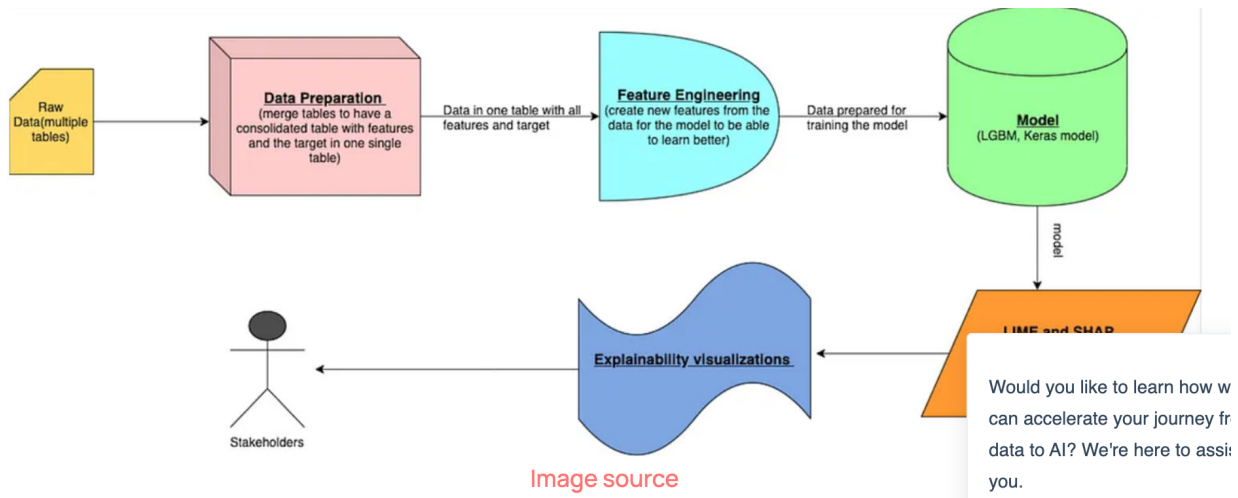 Raw
Data(multiple
tables)
Data Preparation
(merge tables to have a
consolidated table with features
and the target in one single
table)
Data in one table with all
features and target
Feature Engineering
(create new features from the
data for the model to be able
to learn better)
Data prepared for
training the model
Model
(LGBM, Keras model)
model
LIME and SHAP
Explainability visualizations
Stakeholders
Image source
Would you like to learn how w
can accelerate your journey fr
data to AI? We're here to assis
you.